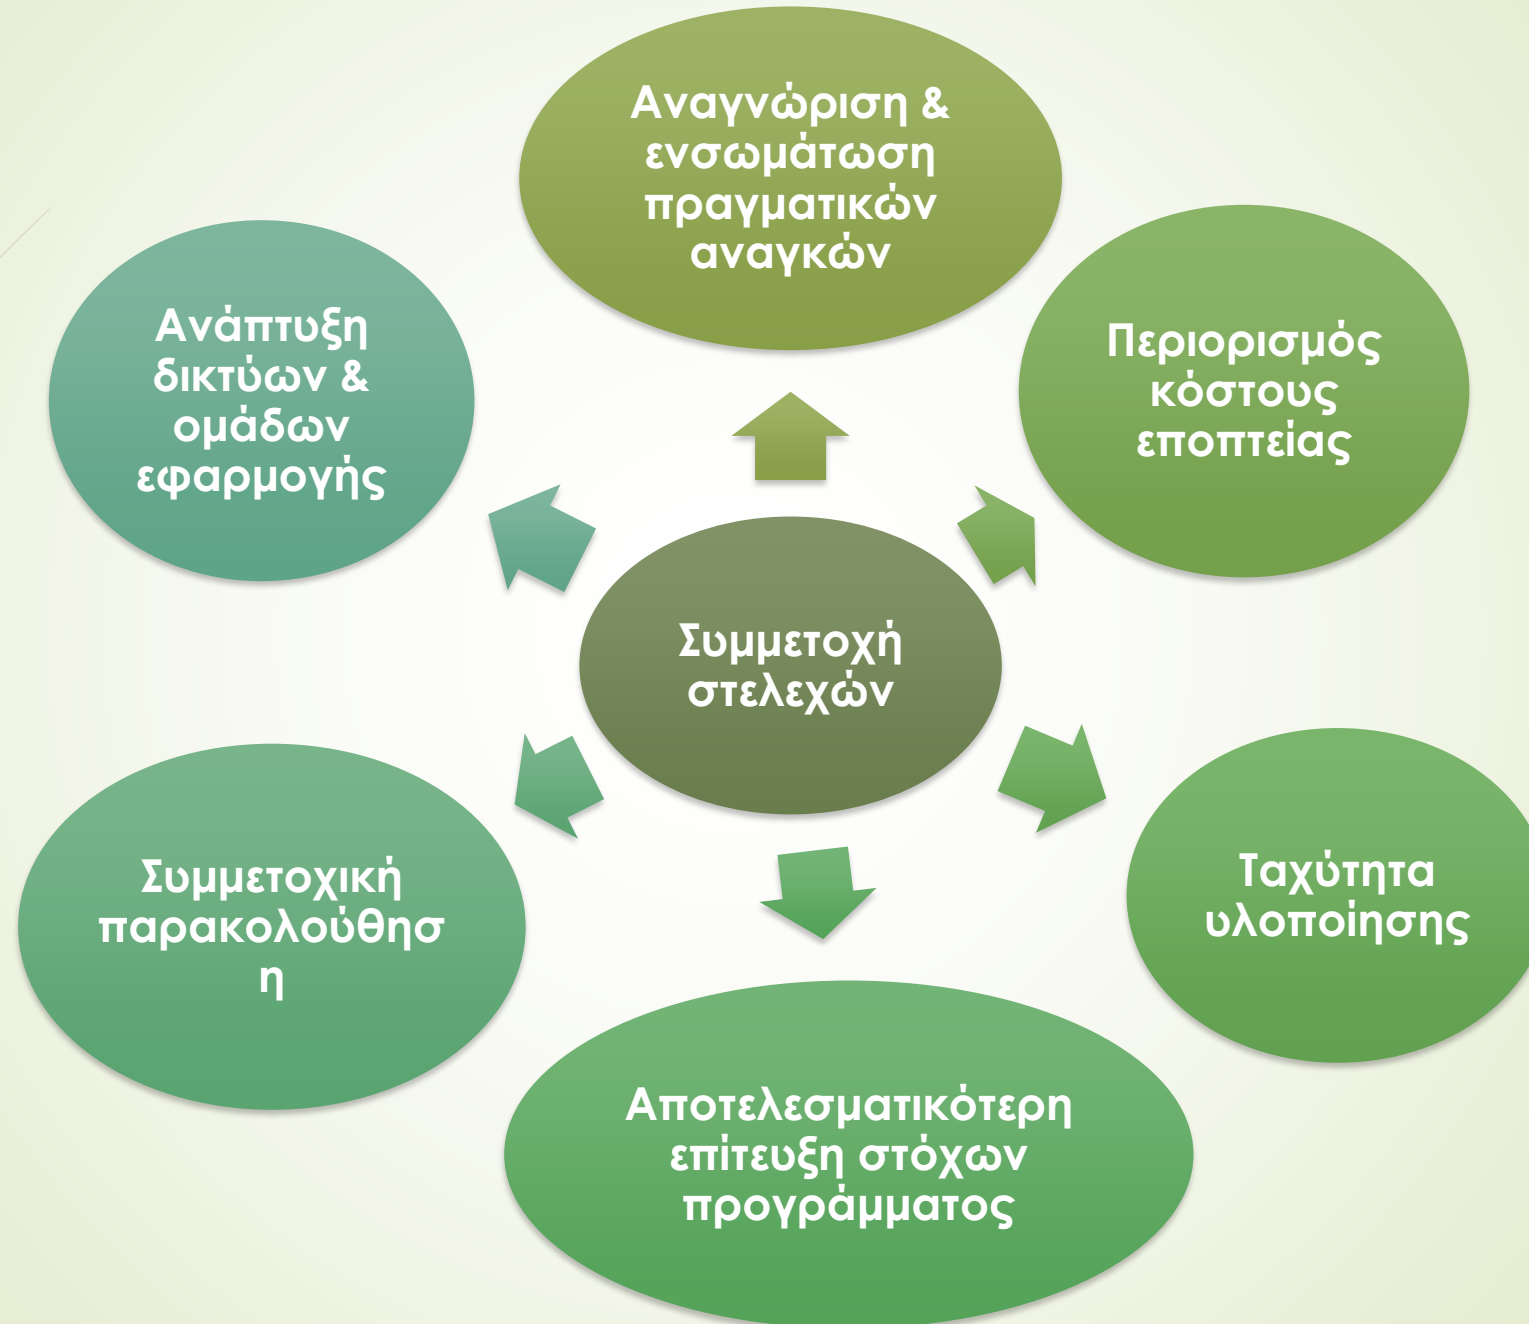 Αναγνώριση &
ενσωμάτωση
πραγματικών
αναγκών
Περιορισμός
κόστους
εποπτείας
Ταχύτητα
υλοποίησης
Αποτελεσματικότερη
επίτευξη στόχων
προγράμματος
Συμμετοχική
παρακολούθησ
η
Ανάπτυξη
δικτύων &
ομάδων
εφαρμογής
Συμμετοχή
στελεχών